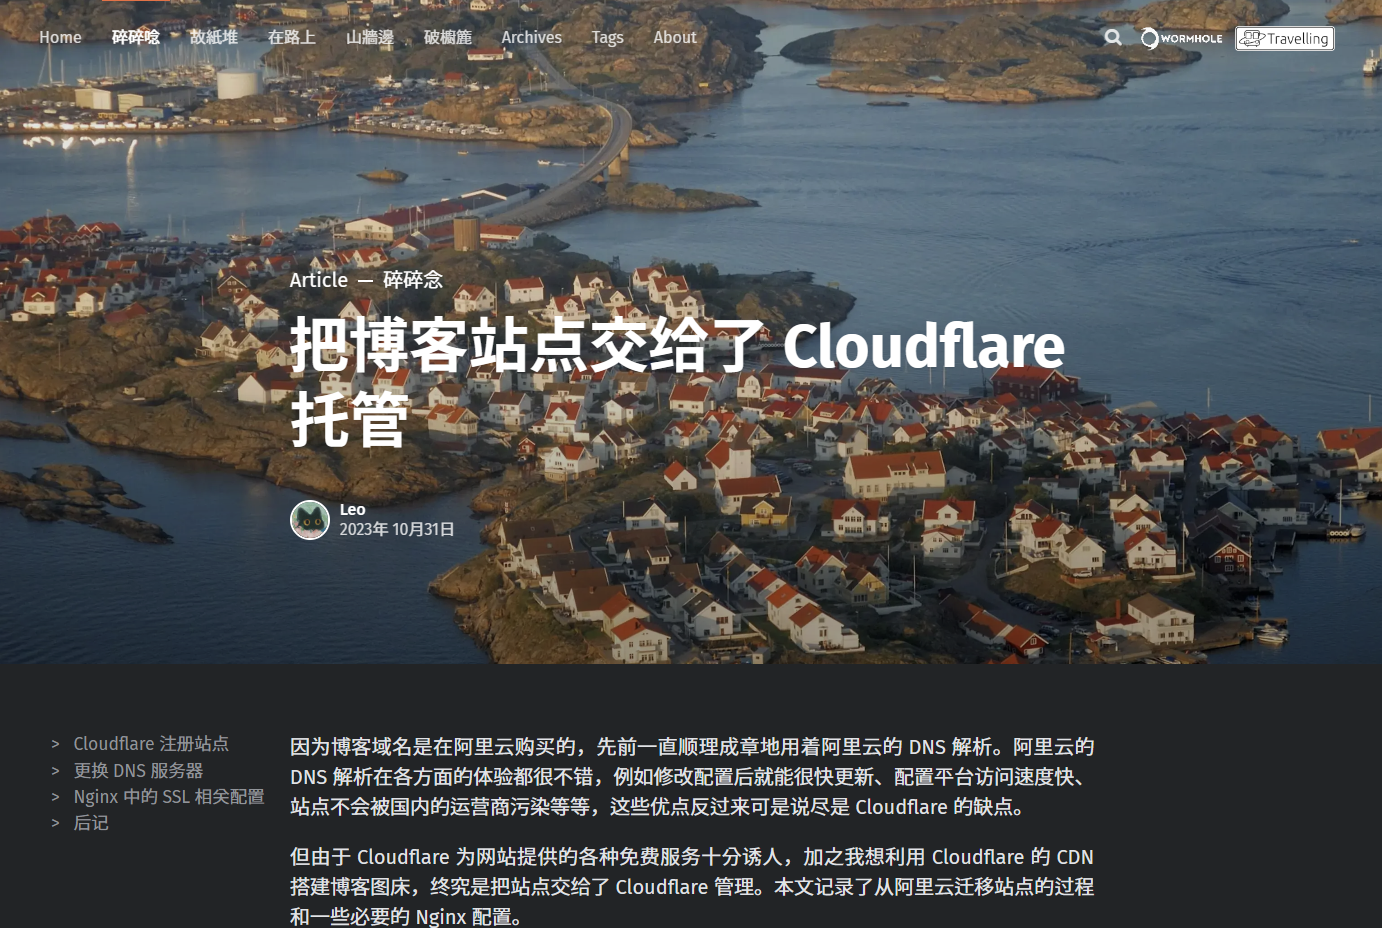 Home 碎碎唸 故紙堆 在路上 山牆邊 破櫥簏 Archives Tags About WORMHOLE Travelling
Article — 碎碎念
把博客站点交给了 Cloudflare
托管
Leo
2023年 10月31日
> Cloudflare 注册站点
> 更换 DNS 服务器
> Nginx 中的 SSL 相关配置
> 后记
因为博客域名是在阿里云购买的，先前一直顺理成章地用着阿里云的 DNS 解析。阿里云的
DNS 解析在各方面的体验都很不错，例如修改配置后就能很快更新、配置平台访问速度快、
站点不会被国内的运营商污染等等，这些优点反过来可是说尽是 Cloudflare 的缺点。
但由于 Cloudflare 为网站提供的各种免费服务十分诱人，加之我想利用 Cloudflare 的 CDN
搭建博客图床，终究是把站点交给了 Cloudflare 管理。本文记录了从阿里云迁移站点的过程
和一些必要的 Nginx 配置。